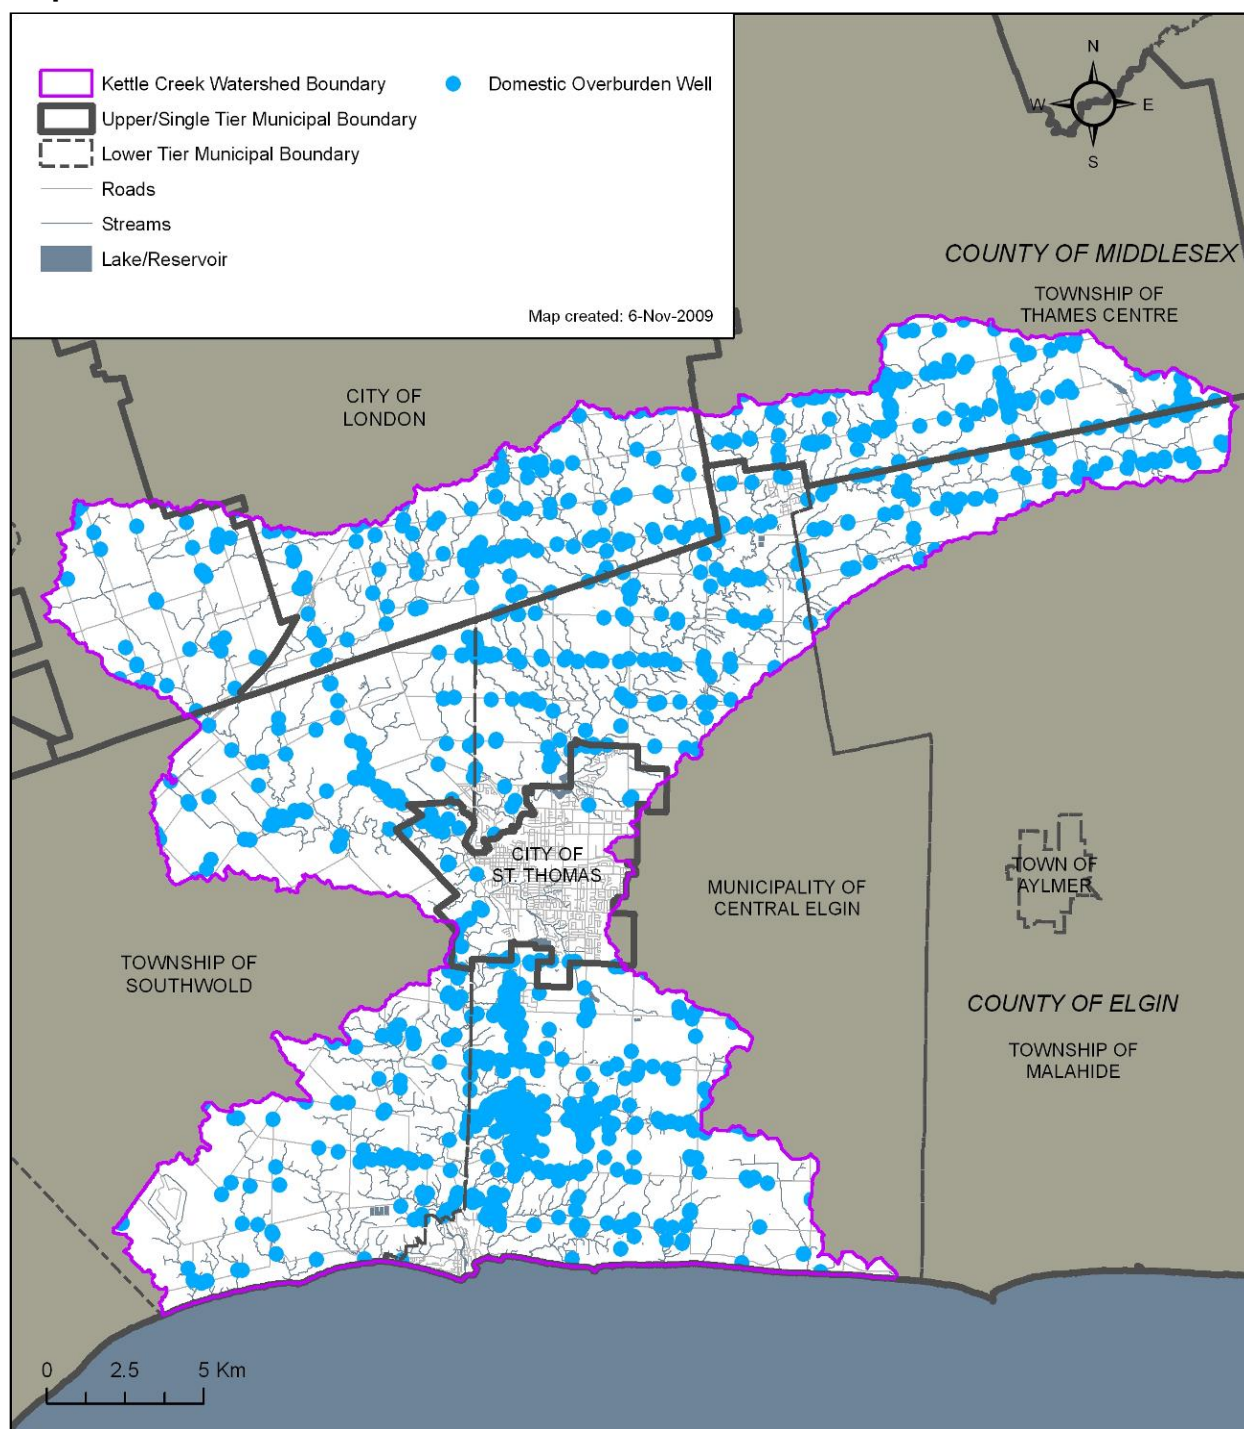 Kettle Creek Watershed Boundary
Domestic Overburden Well
Upper/Single Tier Municipal Boundary
Lower Tier Municipal Boundary
Roads
Streams
Lake/Reservoir
Map created: 6-Nov-2009
N
W
E
S
COUNTY OF MIDDLESEX
TOWNSHIP OF
THAMES CENTRE
CITY OF
LONDON
CITY OF
ST. THOMAS
MUNICIPALITY OF
CENTRAL ELGIN
TOWN OF
AYLMER
TOWNSHIP OF
SOUTHWOLD
COUNTY OF ELGIN
TOWNSHIP OF
MALAHIDE
0 2.5 5 Km